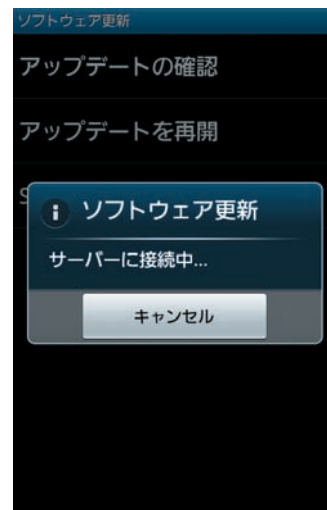 ソフトウェア更新
アップデートの確認
アップデートを再開
S
ソフトウェア更新
サーバーに接続中...
キャンセル